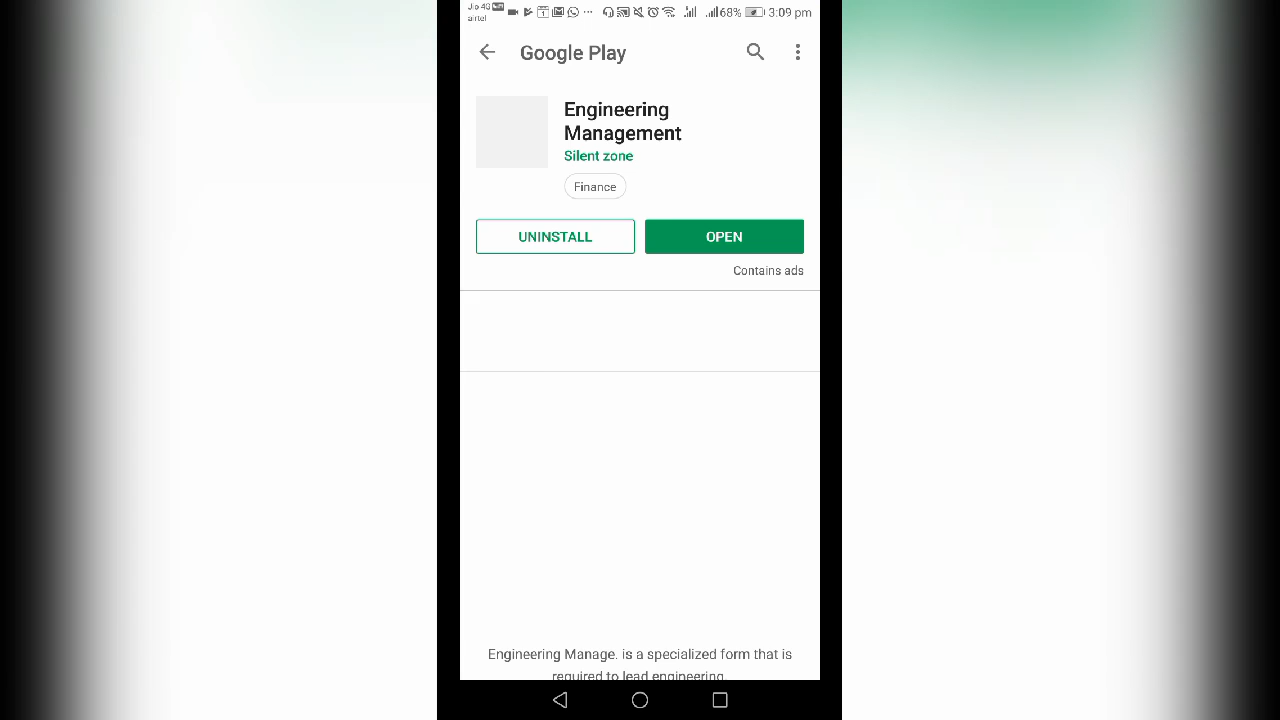 Jio 4G
airtel
68% 3:09 pm
Google Play
Engineering
Management
Silent zone
Finance
UNINSTALL
OPEN
Contains ads
Engineering Manage. is a specialized form that is
required to lead engineering